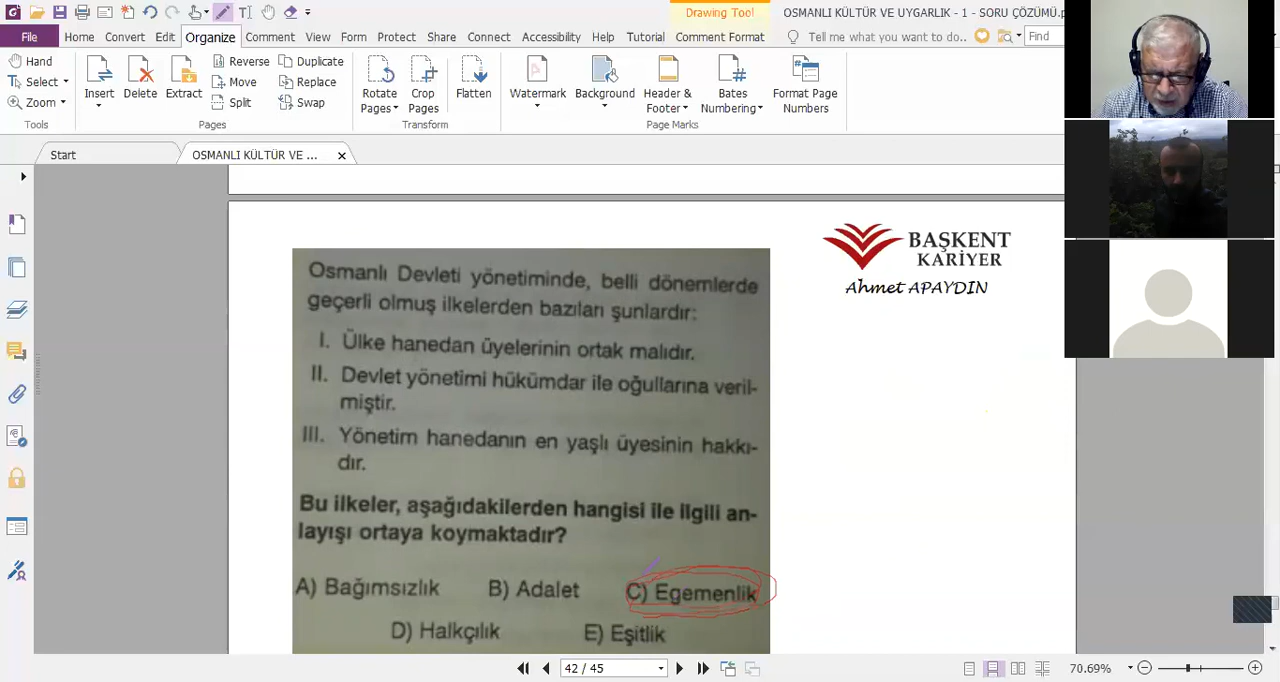 Drawing Tool
OSMANLI KÜLTÜR VE UYGARLIK - 1 - SORU ÇÖZÜMÜ.p
File Home Convert Edit Organize Comment View Form Protect Share Connect Accessibility Help Tutorial Comment Format Tell me what you want to do.. Find
Hand
Select
Zoom
Tools
Insert
Delete
Extract
Reverse
Move
Split
Duplicate
Replace
Swap
Pages
Rotate Pages
Crop Pages
Flatten
Transform
Watermark
Background
Header & Footer
Bates Numbering
Format Page Numbers
Page Marks
Start
OSMANLI KÜLTÜR VE ...
BAŞKENT
KARİYER
Ahmet APAYDIN
Osmanlı Devleti yönetiminde, belli dönemlerde
geçerli olmuş ilkelerden bazıları şunlardır:
I. Ülke hanedan üyelerinin ortak malıdır.
II. Devlet yönetimi hükümdar ile oğullarına veril-
miştir.
III. Yönetim hanedanın en yaşlı üyesinin hakkı-
dır.
Bu ilkeler, aşağıdakilerden hangisi ile ilgili an-
layışı ortaya koymaktadır?
A) Bağımsızlık B) Adalet C) Egemenlik
D) Halkçılık E) Eşitlik
42 / 45
70.69%